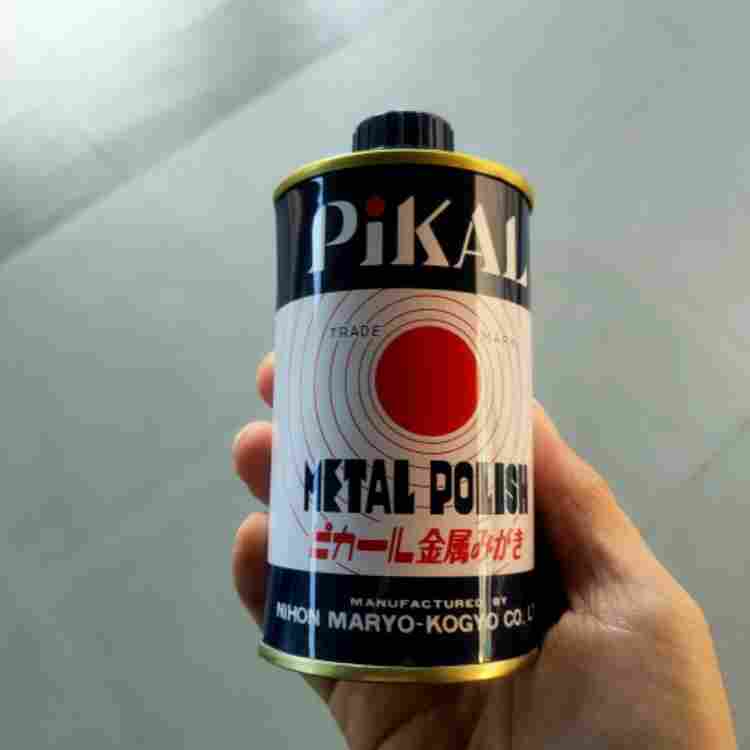 PiKAL
TRADE MARK
METAL POLISH
ピカール金属みがき
MANUFACTURED BY
NIHON MARYO-KOGYO CO.